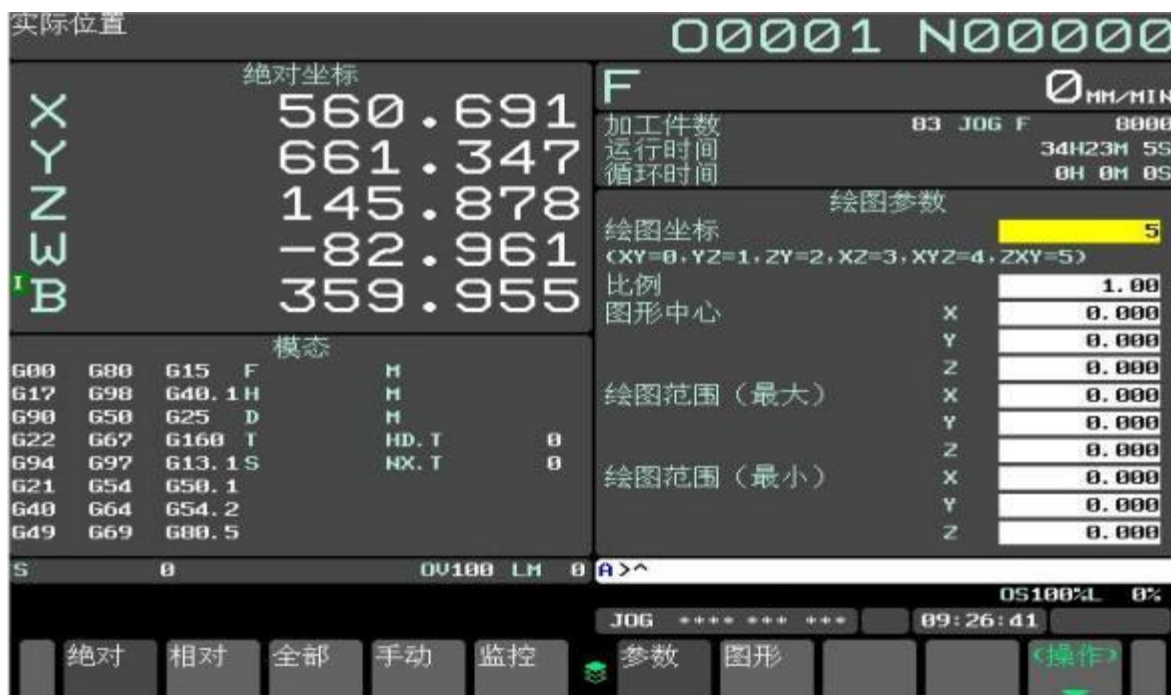 实际位置
O0001 N00000
绝对坐标
X 560.691
Y 661.347
Z 145.878
W -82.961
I B 359.955
F 0 MM/MIN
加工件数 83 JOG F 8000
运行时间 34H23M 5S
循环时间 0H 0M 0S
模态
G00 G80 G15 F M
G17 G98 G40.1 H M
G90 G50 G25 D M
G22 G67 G160 T HD.T 0
G94 G97 G13.1 S NX.T 0
G21 G54 G50.1
G40 G64 G54.2
G49 G69 G80.5
绘图参数
绘图坐标 5
(XY=0,YZ=1,ZY=2,XZ=3,XYZ=4,ZXY=5)
比例 1.00
图形中心 X 0.000
Y 0.000
Z 0.000
绘图范围（最大） X 0.000
Y 0.000
Z 0.000
绘图范围（最小） X 0.000
Y 0.000
Z 0.000
S 0 OV100 LM 0
A>^
OS100%L 0%
JOG **** *** *** 09:26:41
绝对 相对 全部 手动 监控 参数 图形 (操作)